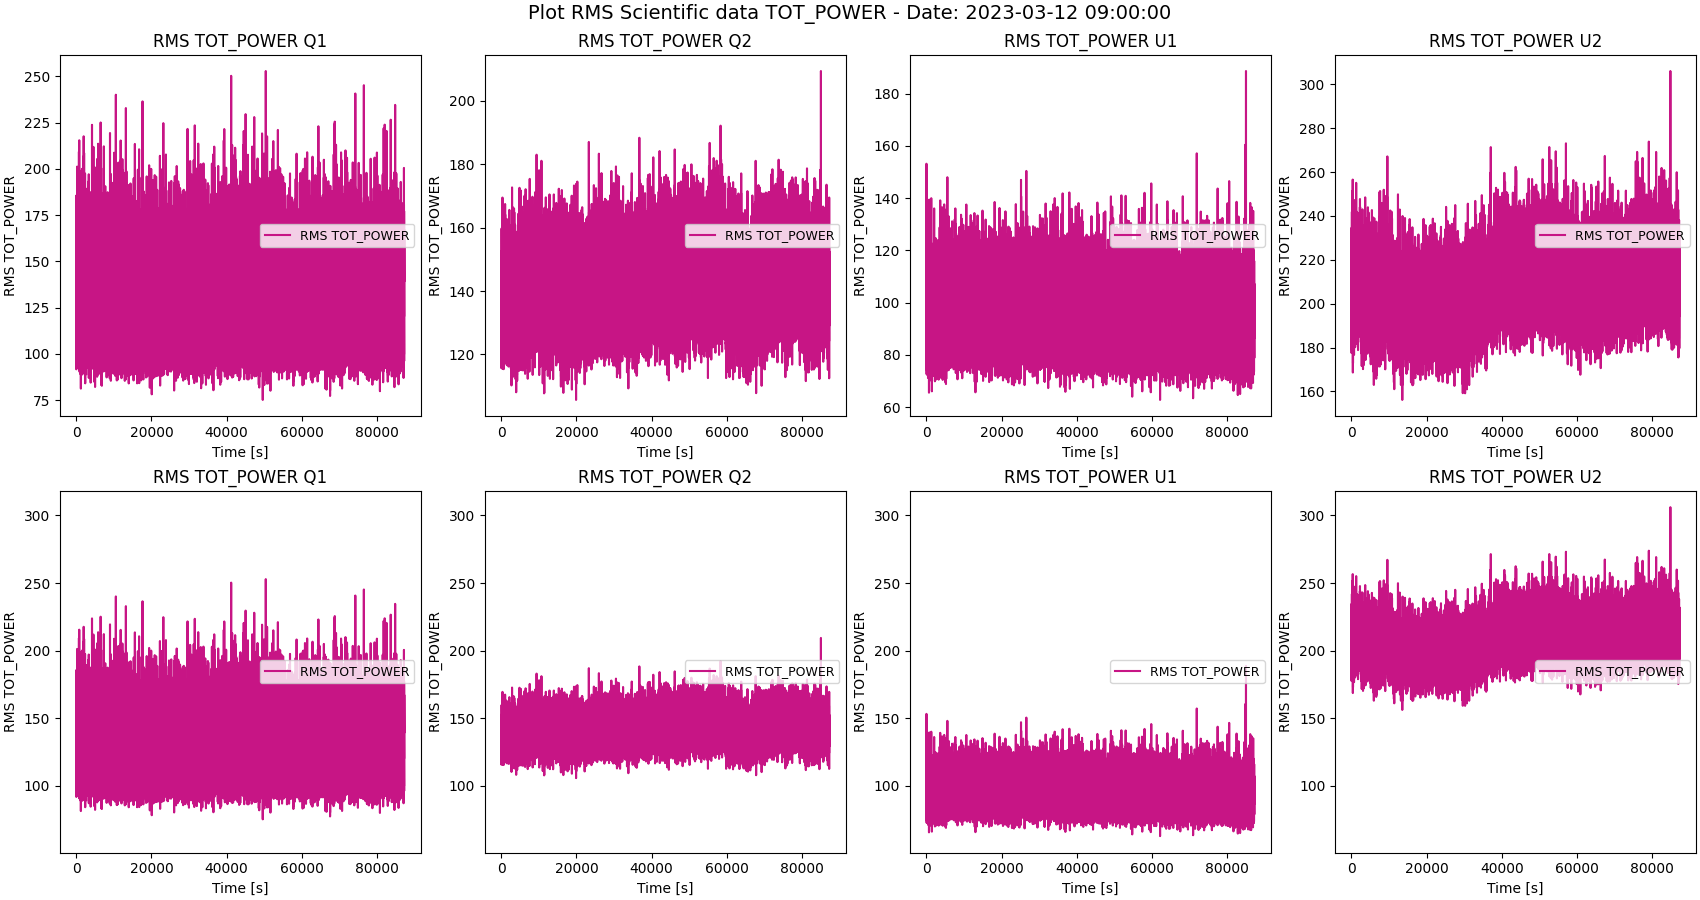 Plot RMS Scientific data TOT_POWER - Date: 2023-03-12 09:00:00
RMS TOT_POWER Q1
RMS TOT_POWER
250
225
200
175
150
125
100
75
0 20000 40000 60000 80000
Time [s]
RMS TOT_POWER
RMS TOT_POWER Q2
RMS TOT_POWER
200
180
160
140
120
0 20000 40000 60000 80000
Time [s]
RMS TOT_POWER
RMS TOT_POWER U1
RMS TOT_POWER
180
160
140
120
100
80
60
0 20000 40000 60000 80000
Time [s]
RMS TOT_POWER
RMS TOT_POWER U2
RMS TOT_POWER
300
280
260
240
220
200
180
160
0 20000 40000 60000 80000
Time [s]
RMS TOT_POWER
RMS TOT_POWER Q1
RMS TOT_POWER
300
250
200
150
100
0 20000 40000 60000 80000
Time [s]
RMS TOT_POWER
RMS TOT_POWER Q2
RMS TOT_POWER
300
250
200
150
100
0 20000 40000 60000 80000
Time [s]
RMS TOT_POWER
RMS TOT_POWER U1
RMS TOT_POWER
300
250
200
150
100
0 20000 40000 60000 80000
Time [s]
RMS TOT_POWER
RMS TOT_POWER U2
RMS TOT_POWER
300
250
200
150
100
0 20000 40000 60000 80000
Time [s]
RMS TOT_POWER